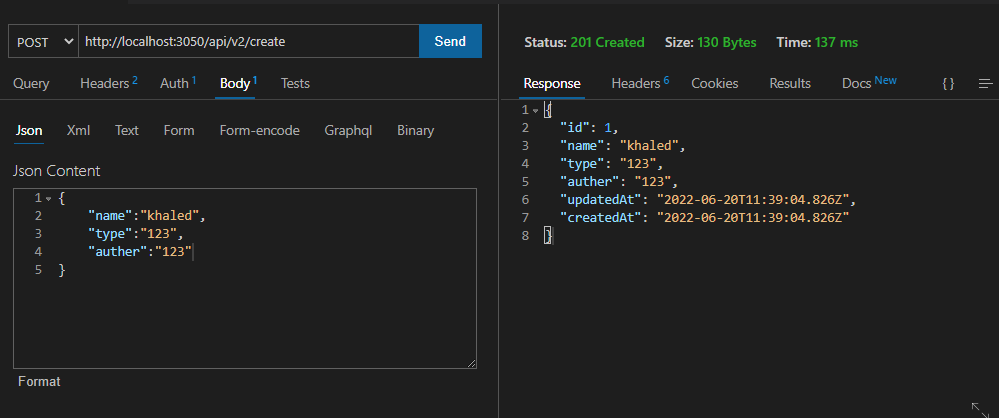 POST http://localhost:3050/api/v2/create Send
Query Headers 2 Auth 1 Body 1 Tests
Json Xml Text Form Form-encode Graphql Binary
Json Content
1 {
2 "name":"khaled",
3 "type":"123",
4 "auther":"123"
5 }
Format
Status: 201 Created Size: 130 Bytes Time: 137 ms
Response Headers 6 Cookies Results Docs New { }
1 {
2 "id": 1,
3 "name": "khaled",
4 "type": "123",
5 "auther": "123",
6 "updatedAt": "2022-06-20T11:39:04.826Z",
7 "createdAt": "2022-06-20T11:39:04.826Z"
8 }